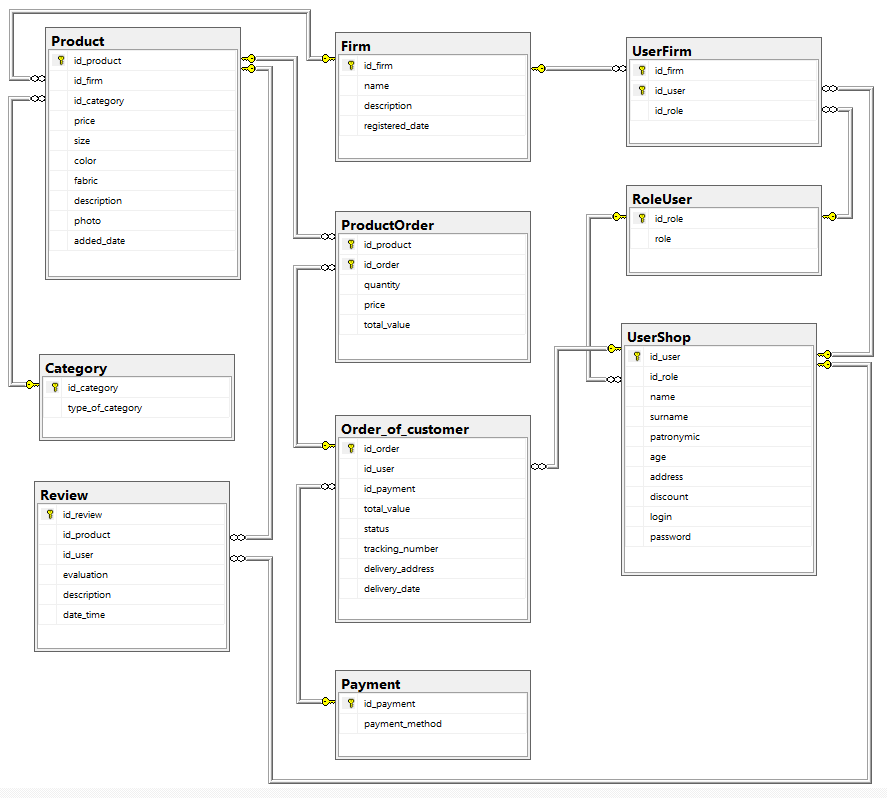 Product
id_product
id_firm
id_category
price
size
color
fabric
description
photo
added_date
Firm
id_firm
name
description
registered_date
UserFirm
id_firm
id_user
id_role
RoleUser
id_role
role
ProductOrder
id_product
id_order
quantity
price
total_value
Category
id_category
type_of_category
UserShop
id_user
id_role
name
surname
patronymic
age
address
discount
login
password
Order_of_customer
id_order
id_user
id_payment
total_value
status
tracking_number
delivery_address
delivery_date
Review
id_review
id_product
id_user
evaluation
description
date_time
Payment
id_payment
payment_method